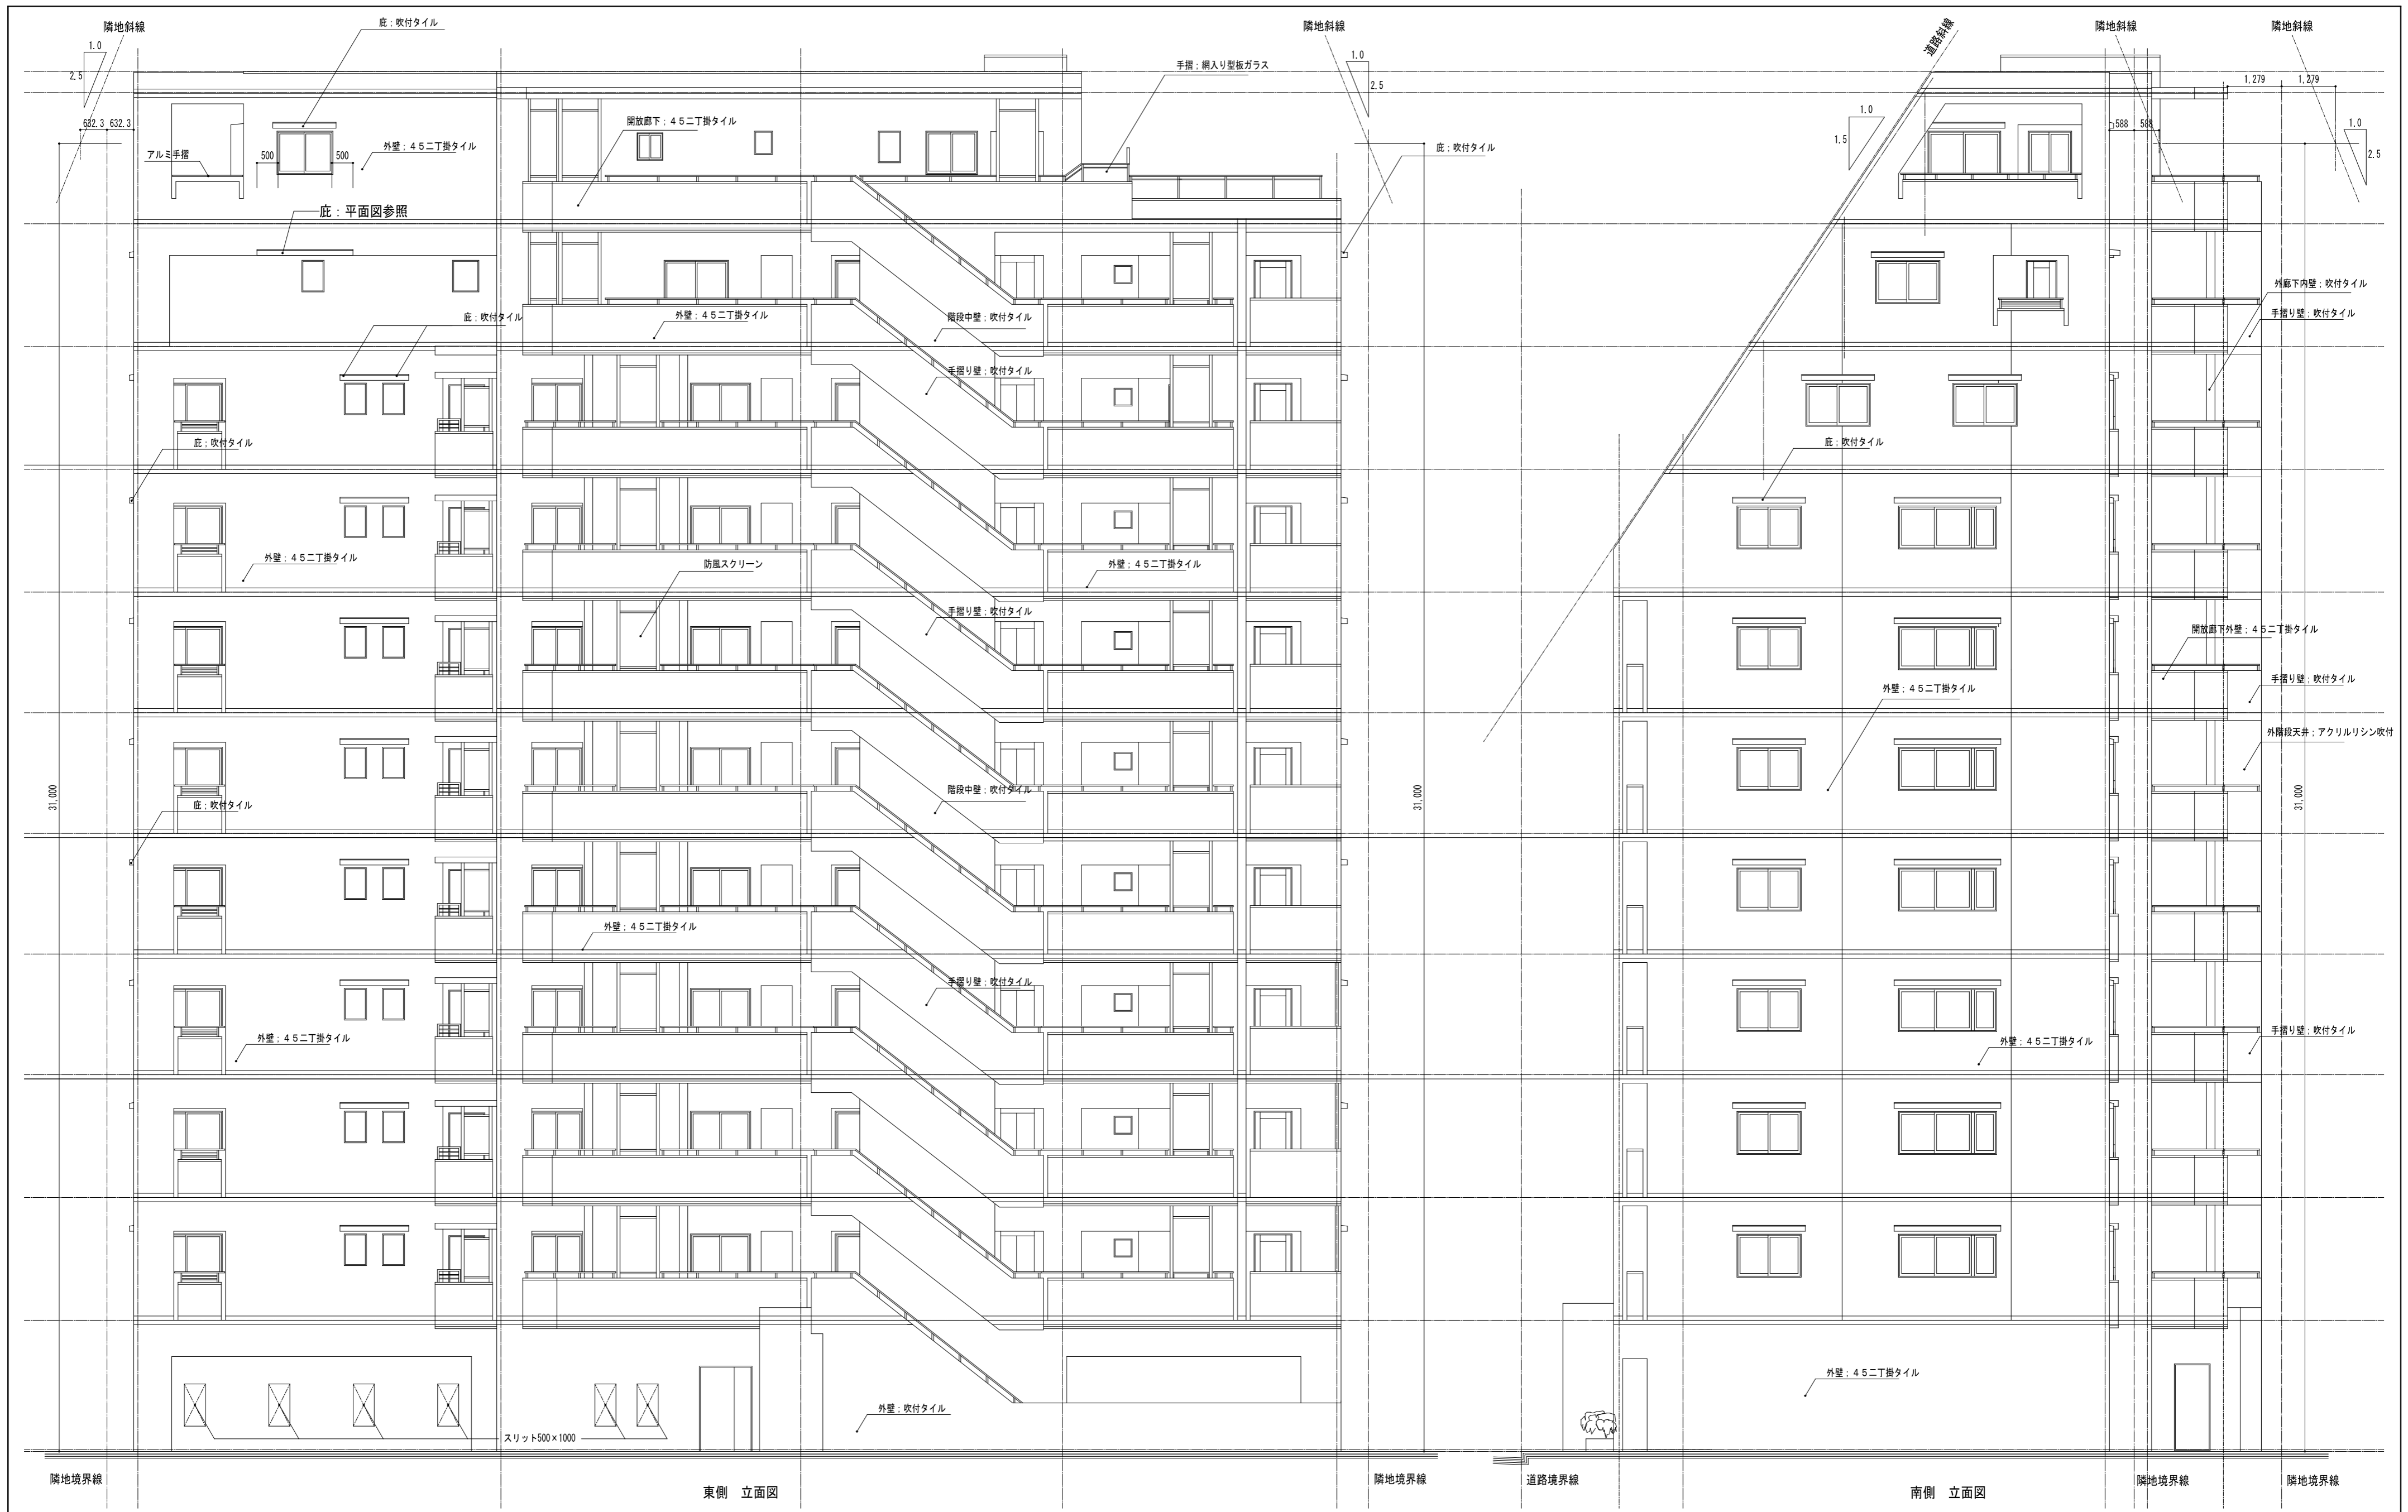 隣地斜線
庇；吹付タイル
隣地斜線
道路斜線
隣地斜線
隣地斜線
1.0
2.5
手摺；網入り型板ガラス
1.0
2.5
1,279
1,279
632.3
632.3
開放廊下；４５二丁掛タイル
1.0
1.5
588
588
1.0
2.5
アルミ手摺
500
500
外壁；４５二丁掛タイル
庇；吹付タイル
庇：平面図参照
外廊下内壁；吹付タイル
庇；吹付タイル
外壁；４５二丁掛タイル
階段中壁；吹付タイル
手摺り壁；吹付タイル
手摺り壁；吹付タイル
庇；吹付タイル
庇；吹付タイル
外壁；４５二丁掛タイル
防風スクリーン
外壁；４５二丁掛タイル
手摺り壁；吹付タイル
開放廊下外壁；４５二丁掛タイル
外壁；４５二丁掛タイル
手摺り壁；吹付タイル
外階段天井；アクリルリシン吹付
31,000
庇；吹付タイル
階段中壁；吹付タイル
31,000
31,000
外壁；４５二丁掛タイル
手摺り壁；吹付タイル
外壁；４５二丁掛タイル
外壁；４５二丁掛タイル
手摺り壁；吹付タイル
外壁；４５二丁掛タイル
外壁；吹付タイル
スリット500×1000
隣地境界線
隣地境界線
道路境界線
隣地境界線
隣地境界線
東側　立面図
南側　立面図